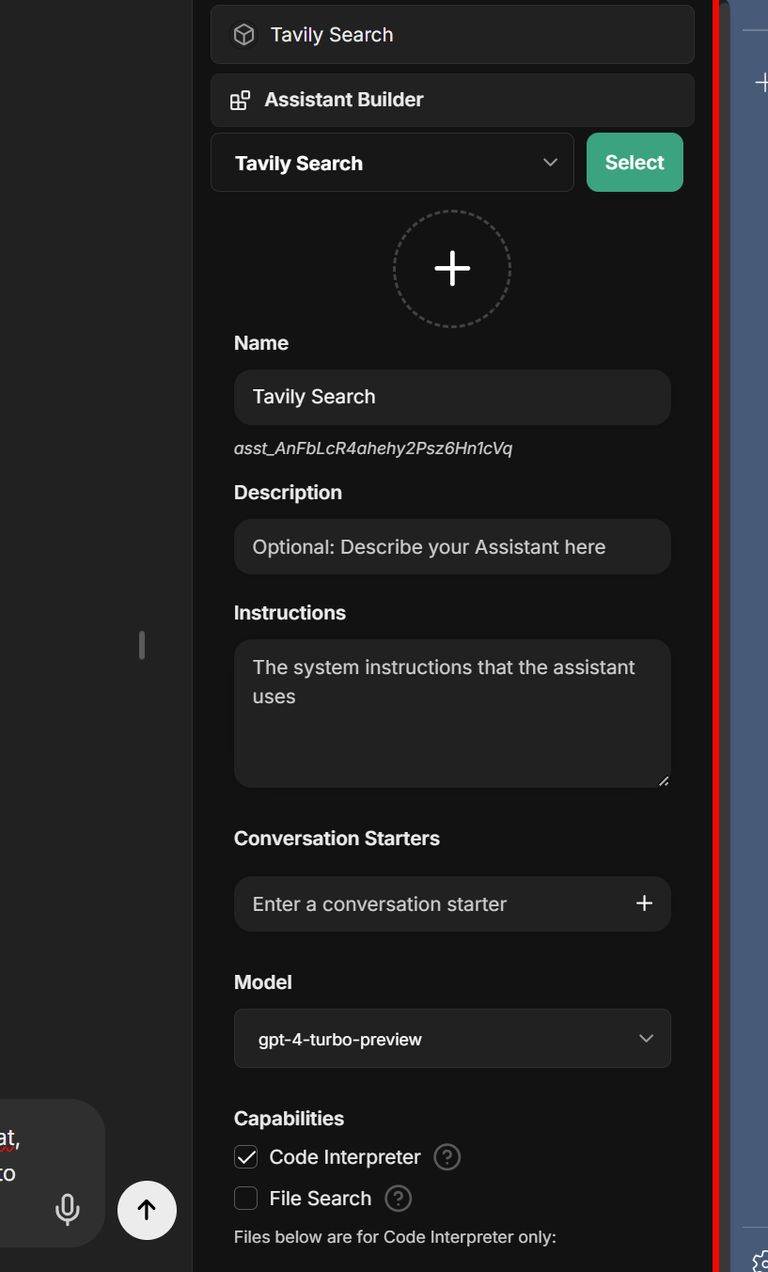 Tavily Search
Assistant Builder
Tavily Search
Select
Name
Tavily Search
asst_AnFbLcR4ahehy2Psz6Hn1cVq
Description
Optional: Describe your Assistant here
Instructions
The system instructions that the assistant
uses
Conversation Starters
Enter a conversation starter
Model
gpt-4-turbo-preview
Capabilities
at,
Code Interpreter
to
File Search
Files below are for Code Interpreter only: